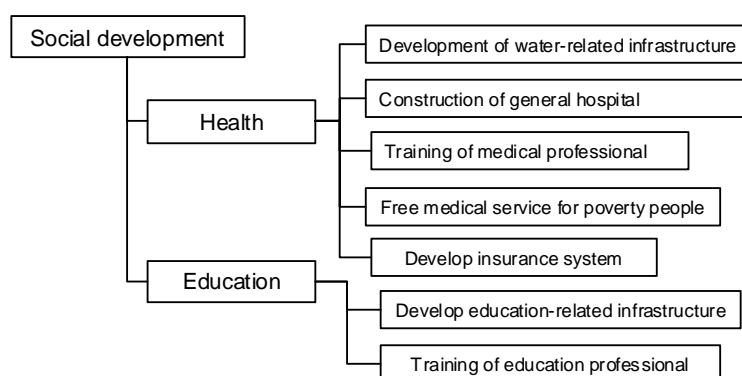 Social development
Health
Development of water-related infrastructure
Construction of general hospital
Training of medical professional
Free medical service for poverty people
Develop insurance system
Education
Develop education-related infrastructure
Training of education professional